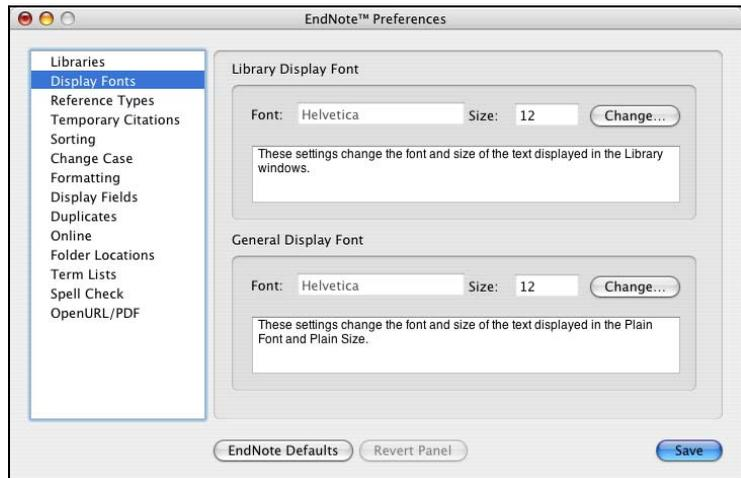 EndNote™ Preferences
Libraries
Display Fonts
Reference Types
Temporary Citations
Sorting
Change Case
Formatting
Display Fields
Duplicates
Online
Folder Locations
Term Lists
Spell Check
OpenURL/PDF
Library Display Font
Font: Helvetica Size: 12 Change...
These settings change the font and size of the text displayed in the Library
windows.
General Display Font
Font: Helvetica Size: 12 Change...
These settings change the font and size of the text displayed in the Plain
Font and Plain Size.
EndNote Defaults Revert Panel Save